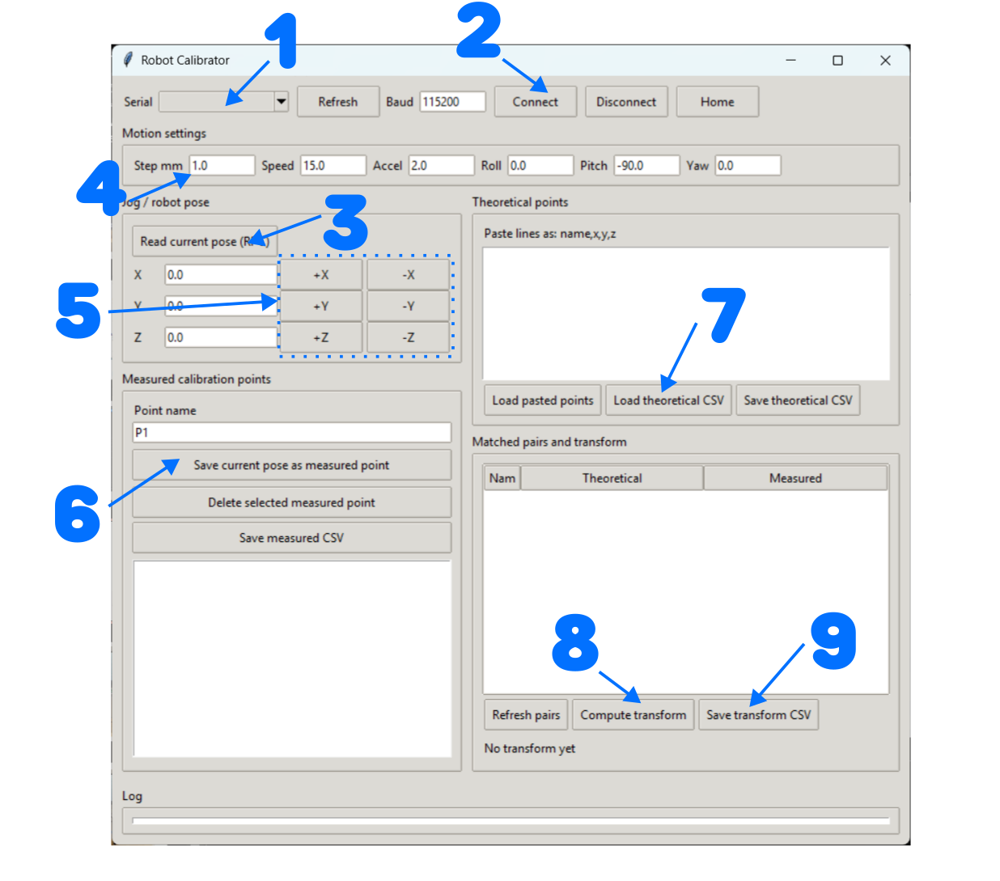 1
2
Robot Calibrator
Serial Refresh Baud 115200 Connect Disconnect Home
Motion settings
Step mm 1.0 Speed 15.0 Accel 2.0 Roll 0.0 Pitch -90.0 Yaw 0.0
4
Jog / robot pose
3
Read current pose
X 0.0 +X -X
5
Y 0.0 +Y -Y
Z 0.0 +Z -Z
Theoretical points
Paste lines as: name,x,y,z
7
Load pasted points Load theoretical CSV Save theoretical CSV
Measured calibration points
Point name
P1
Save current pose as measured point
6
Delete selected measured point
Save measured CSV
Matched pairs and transform
Nam Theoretical Measured
8
9
Refresh pairs Compute transform Save transform CSV
No transform yet
Log